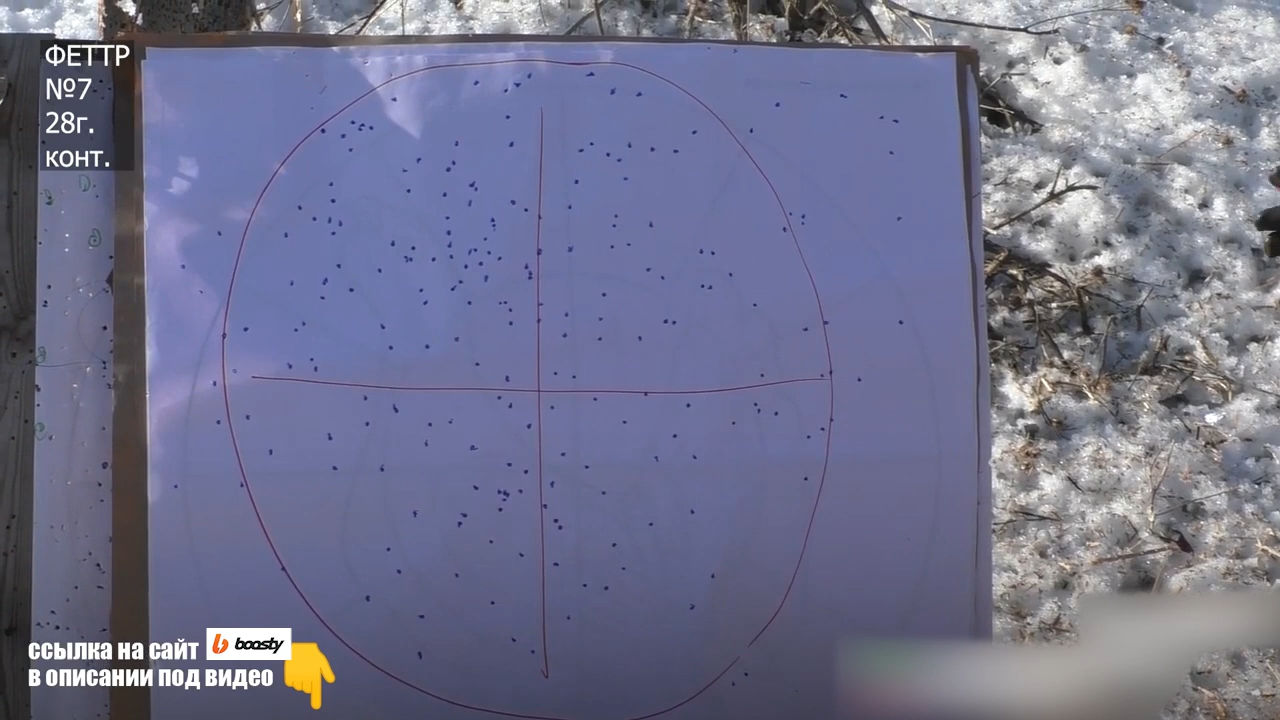 ФЕТТР
№7
28г.
конт.
ссылка на сайт boosty
в описании под видео